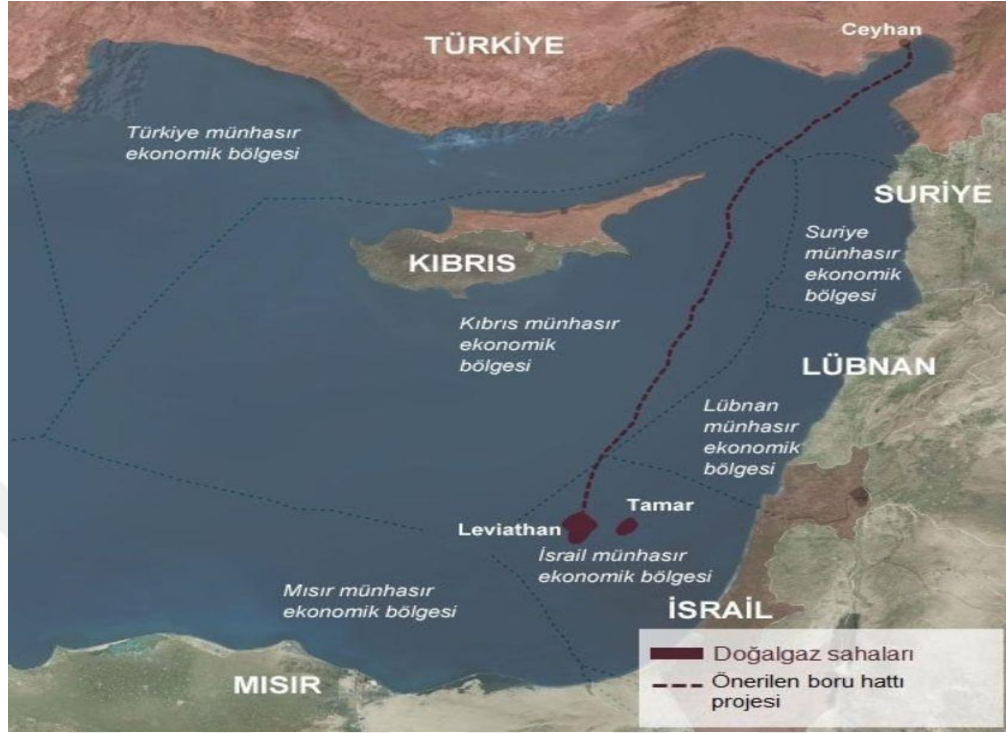 Ceyhan
TÜRKİYE
Türkiye münhasır
ekonomik bölgesi
SURİYE
Suriye
münhasır
ekonomik
bölgesi
KIBRIS
Kıbrıs münhasır
ekonomik
bölgesi
LÜBNAN
Lübnan
münhasır
ekonomik
bölgesi
Tamar
Leviathan
İsrail münhasır
ekonomik bölgesi
Mısır münhasır
ekonomik bölgesi
İSRAİL
MISIR
Doğalgaz sahaları
Önerilen boru hattı
projesi